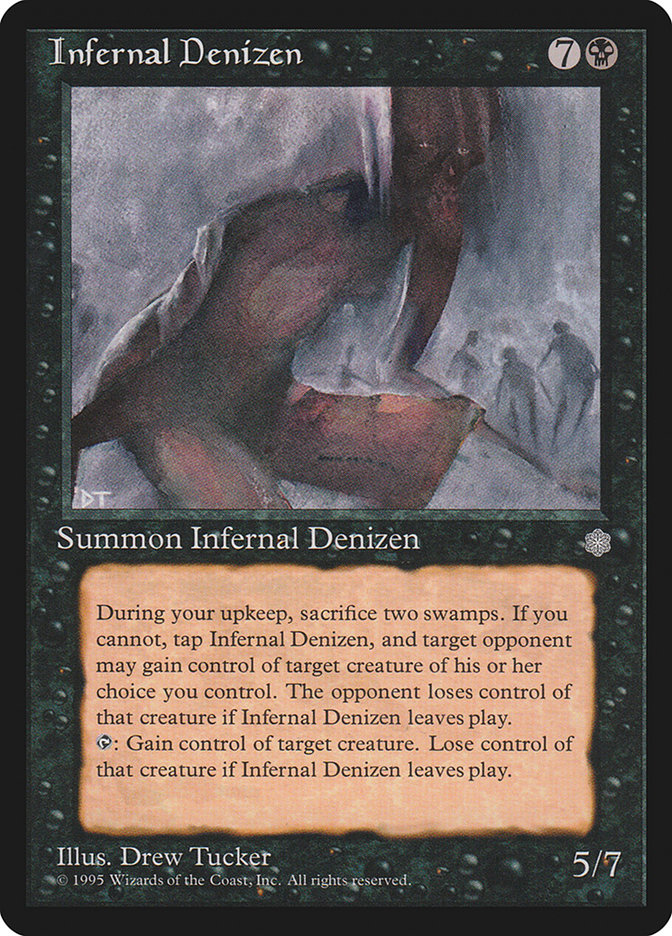 Infernal Denizen 7
DT
Summon Infernal Denizen
During your upkeep, sacrifice two swamps. If you
cannot, tap Infernal Denizen, and target opponent
may gain control of target creature of his or her
choice you control. The opponent loses control of
that creature if Infernal Denizen leaves play.
: Gain control of target creature. Lose control of
that creature if Infernal Denizen leaves play.
Illus. Drew Tucker
5/7
© 1995 Wizards of the Coast, Inc. All rights reserved.